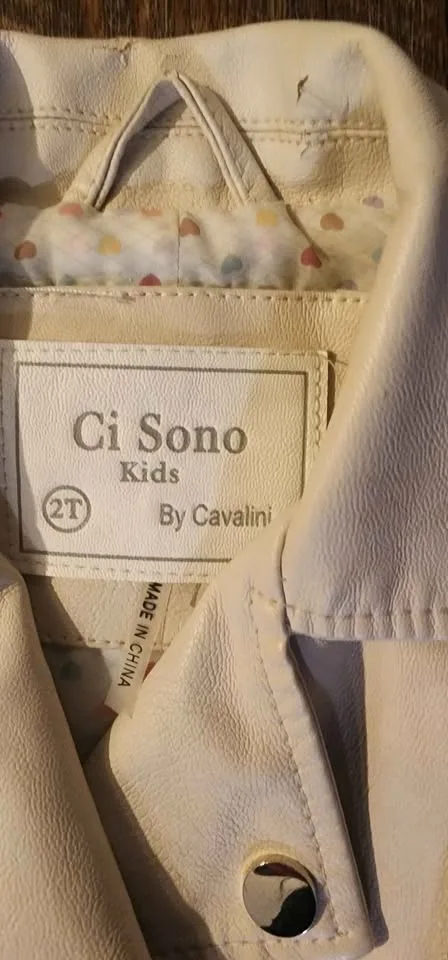 Ci Sono
Kids
2T
By Cavalini
MADE IN CHINA